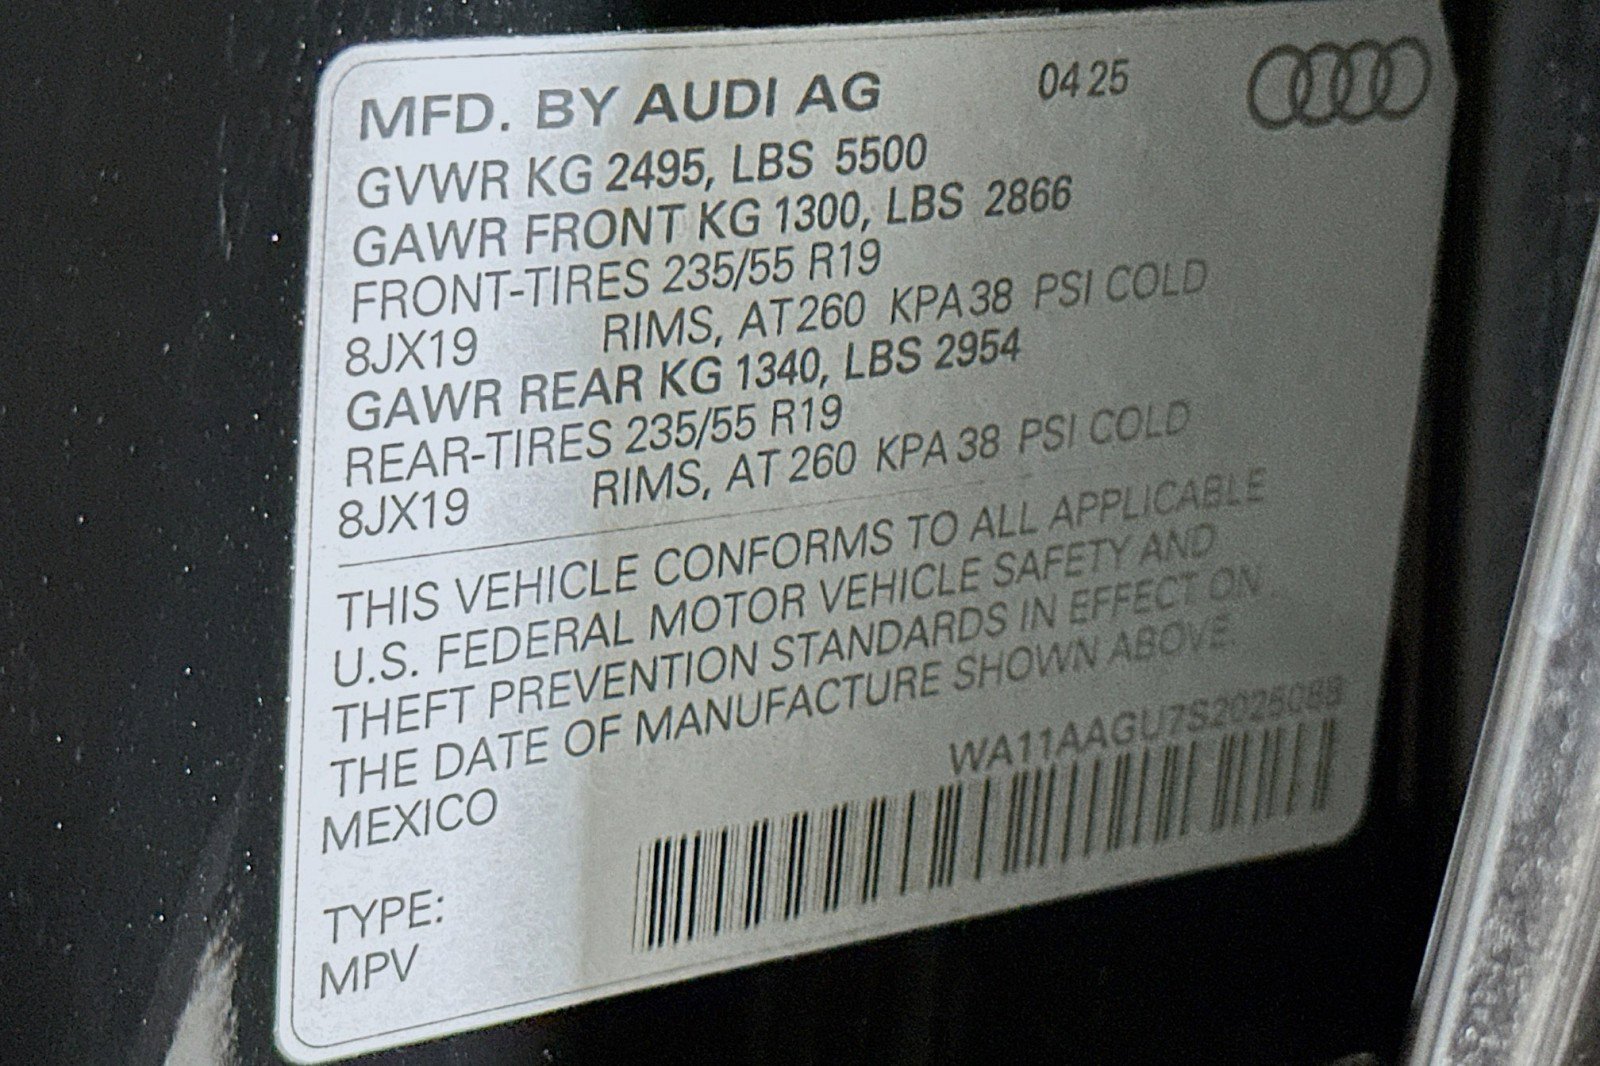 MFD. BY AUDI AG 04 25
GVWR KG 2495, LBS 5500
GAWR FRONT KG 1300, LBS 2866
FRONT-TIRES 235/55 R19
8JX19 RIMS, AT 260 KPA 38 PSI COLD
GAWR REAR KG 1340, LBS 2954
REAR-TIRES 235/55 R19
8JX19 RIMS, AT 260 KPA 38 PSI COLD
THIS VEHICLE CONFORMS TO ALL APPLICABLE
U.S. FEDERAL MOTOR VEHICLE SAFETY AND
THEFT PREVENTION STANDARDS IN EFFECT ON
THE DATE OF MANUFACTURE SHOWN ABOVE.
MEXICO
TYPE:
MPV